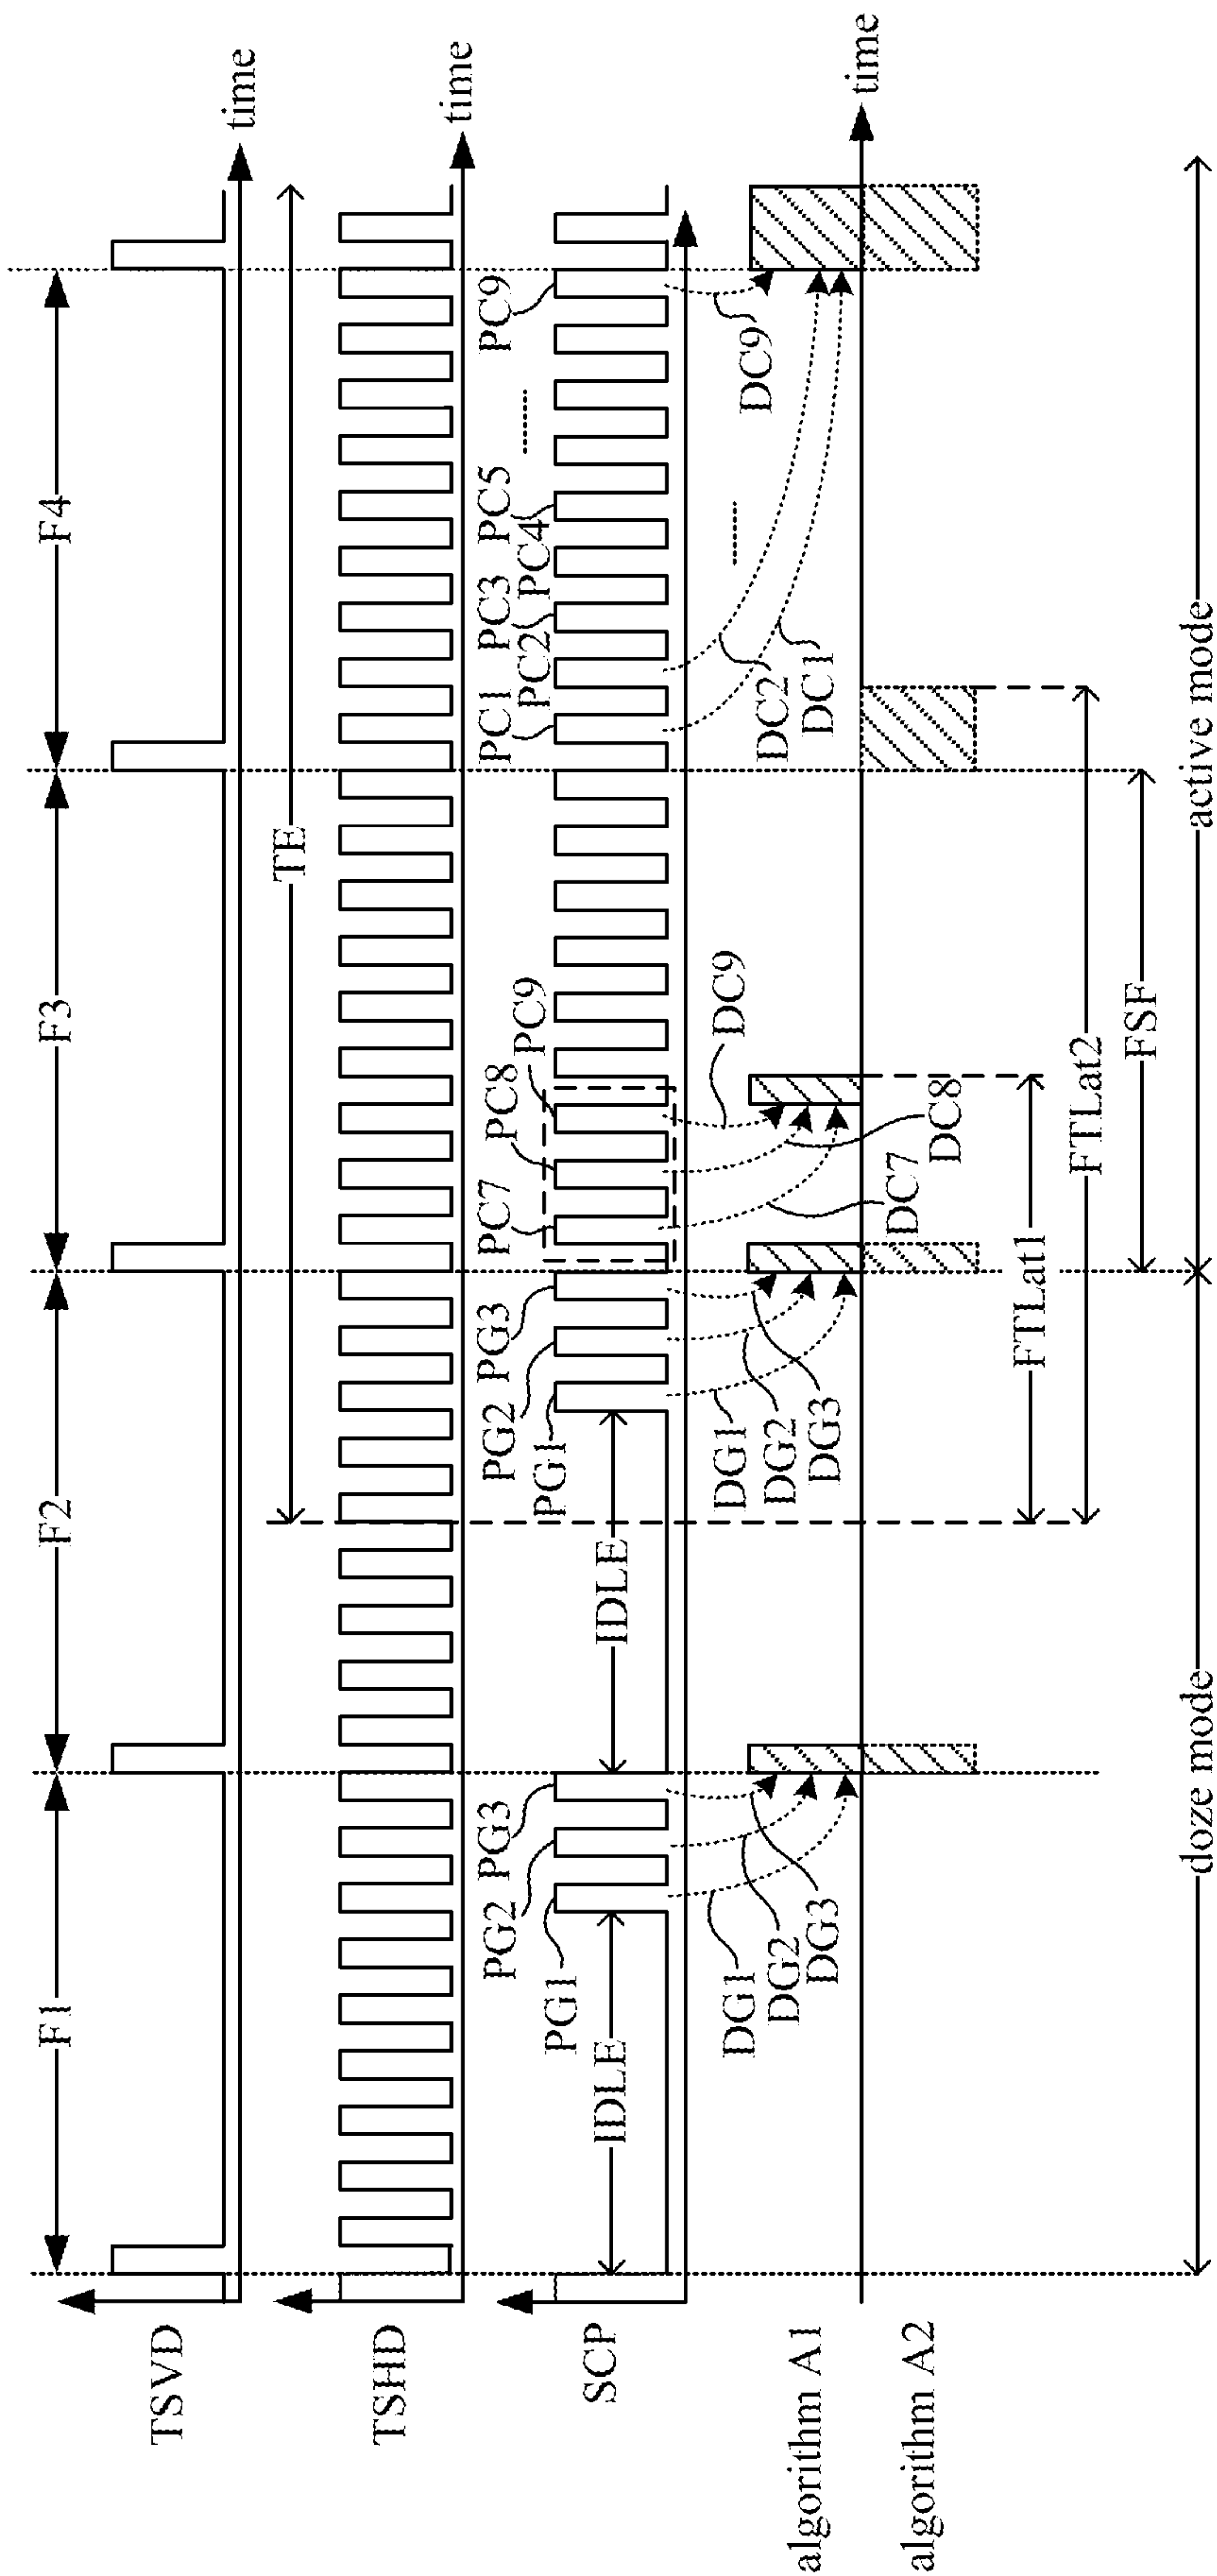 F1
F2
F3
F4
TSVD
time
TE
TSHD
time
SCP
IDLE
PG1
PG2
PG3
IDLE
PG1
PG2
PG3
PC7
PC8
PC9
PC1
PC2
PC3
PC4
PC5
PC9
DG1
DG2
DG3
DG1
DG2
DG3
DC7
DC8
DC9
DC2
DC1
DC9
algorithm A1
time
algorithm A2
FTLat1
FTLat2
FSF
doze mode
active mode